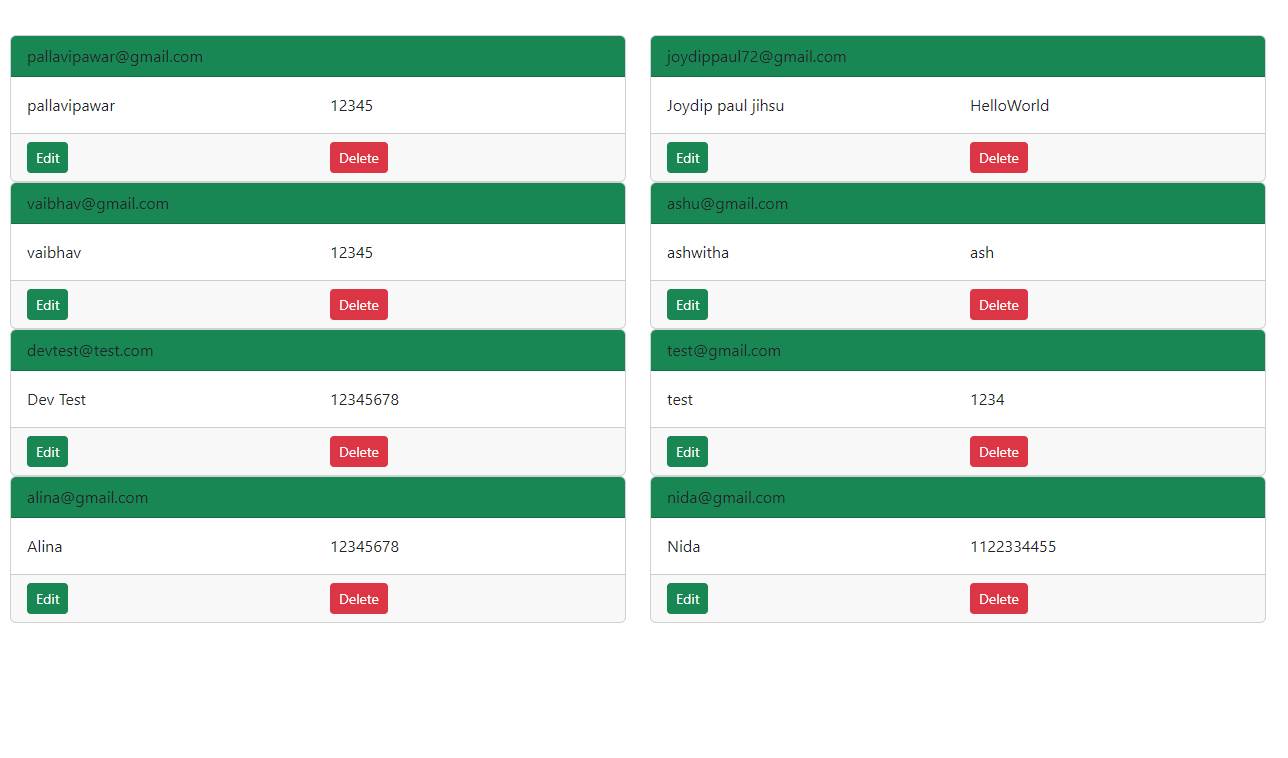 pallavipawar@gmail.com
pallavipawar 12345
Edit Delete
joydippaul72@gmail.com
Joydip paul jihsu HelloWorld
Edit Delete
vaibhav@gmail.com
vaibhav 12345
Edit Delete
ashu@gmail.com
ashwitha ash
Edit Delete
devtest@test.com
Dev Test 12345678
Edit Delete
test@gmail.com
test 1234
Edit Delete
alina@gmail.com
Alina 12345678
Edit Delete
nida@gmail.com
Nida 1122334455
Edit Delete